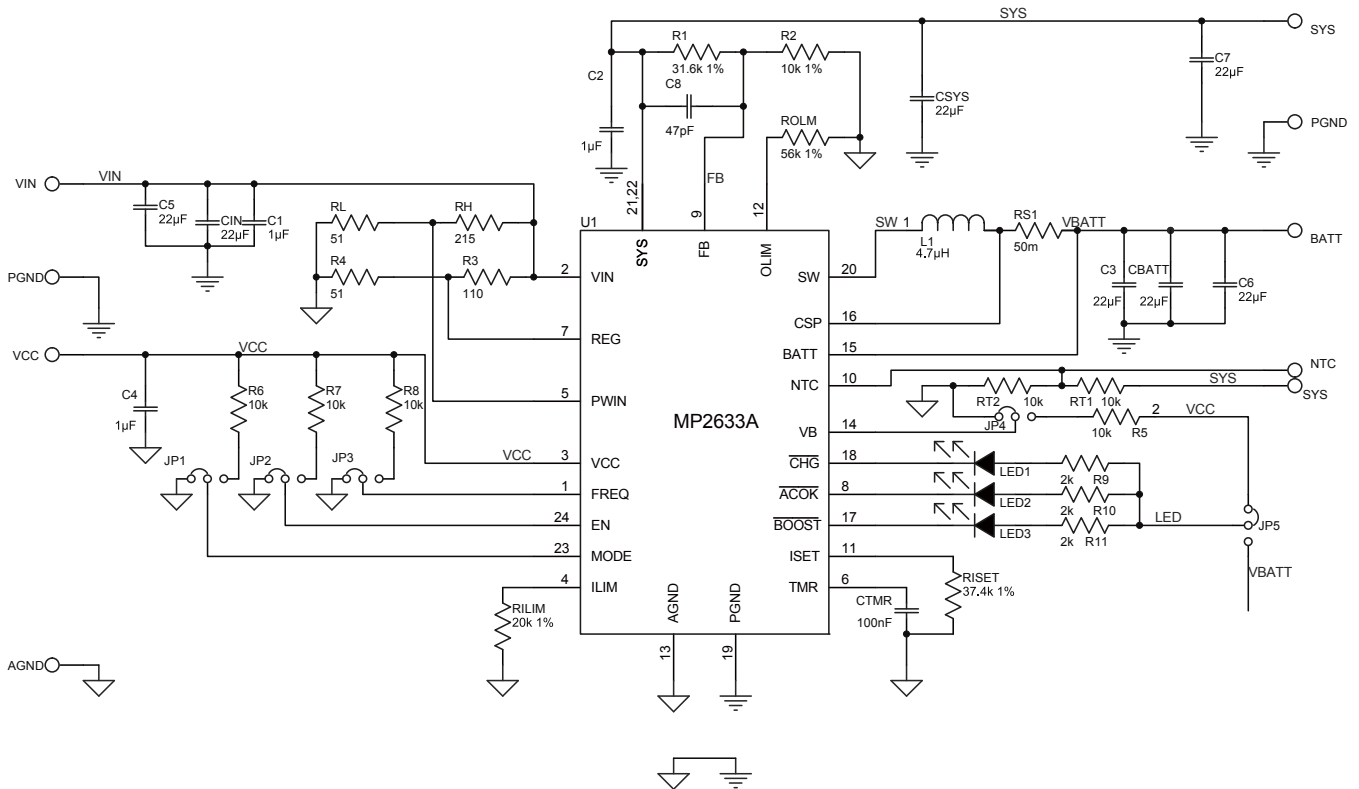 SYS
SYS
C7
22µF
CSYS
22µF
PGND
R1
31.6k 1%
R2
10k 1%
C2
1µF
C8
47pF
ROLM
56k 1%
FB
21,22
9
12
VIN
VIN
C5
22µF
CIN
22µF
C1
1µF
RL
51
RH
215
R4
51
R3
110
PGND
VCC
VCC
C4
1µF
R6
10k
R7
10k
R8
10k
JP1
JP2
JP3
VCC
U1
SYS
FB
OLIM
MP2633A
2 VIN
7 REG
5 PWIN
3 VCC
1 FREQ
24 EN
23 MODE
4 ILIM
RILIM
20k 1%
AGND
AGND
13
PGND
19
SW 20
CSP 16
BATT 15
NTC 10
VB 14
CHG 18
ACOK 8
BOOST 17
ISET 11
TMR 6
SW 1
L1
4.7µH
RS1
50m
VBATT
BATT
C3
22µF
CBATT
22µF
C6
22µF
NTC
SYS
SYS
RT2 10k
RT1 10k
JP4
10k R5
2 VCC
LED1
2k R9
LED2
2k R10
LED3
2k R11
LED
JP5
VBATT
RISET
37.4k 1%
CTMR
100nF